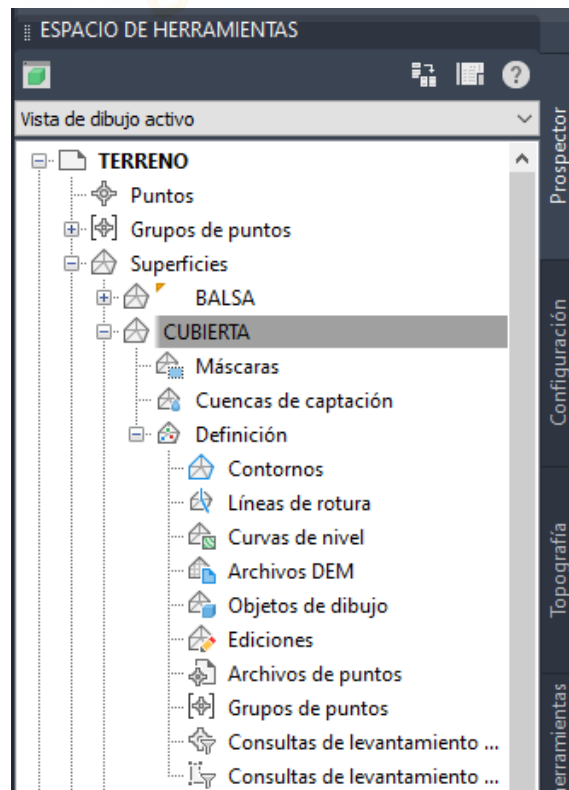 ESPACIO DE HERRAMIENTAS
Vista de dibujo activo
TERRENO
Puntos
Grupos de puntos
Superficies
BALSA
CUBIERTA
Máscaras
Cuencas de captación
Definición
Contornos
Líneas de rotura
Curvas de nivel
Archivos DEM
Objetos de dibujo
Ediciones
Archivos de puntos
Grupos de puntos
Consultas de levantamiento ...
Consultas de levantamiento ...
Prospector
Configuración
Topografía
erramientas